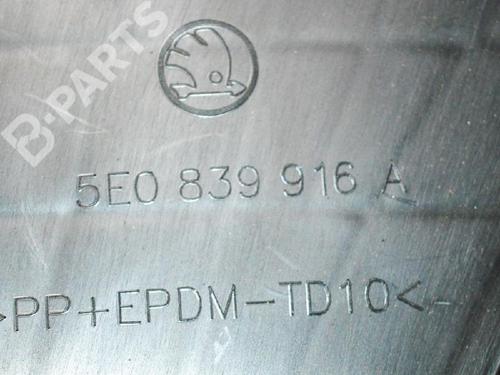 B-PARTS
5E0 839 916 A
>PP+EPDM-TD10<